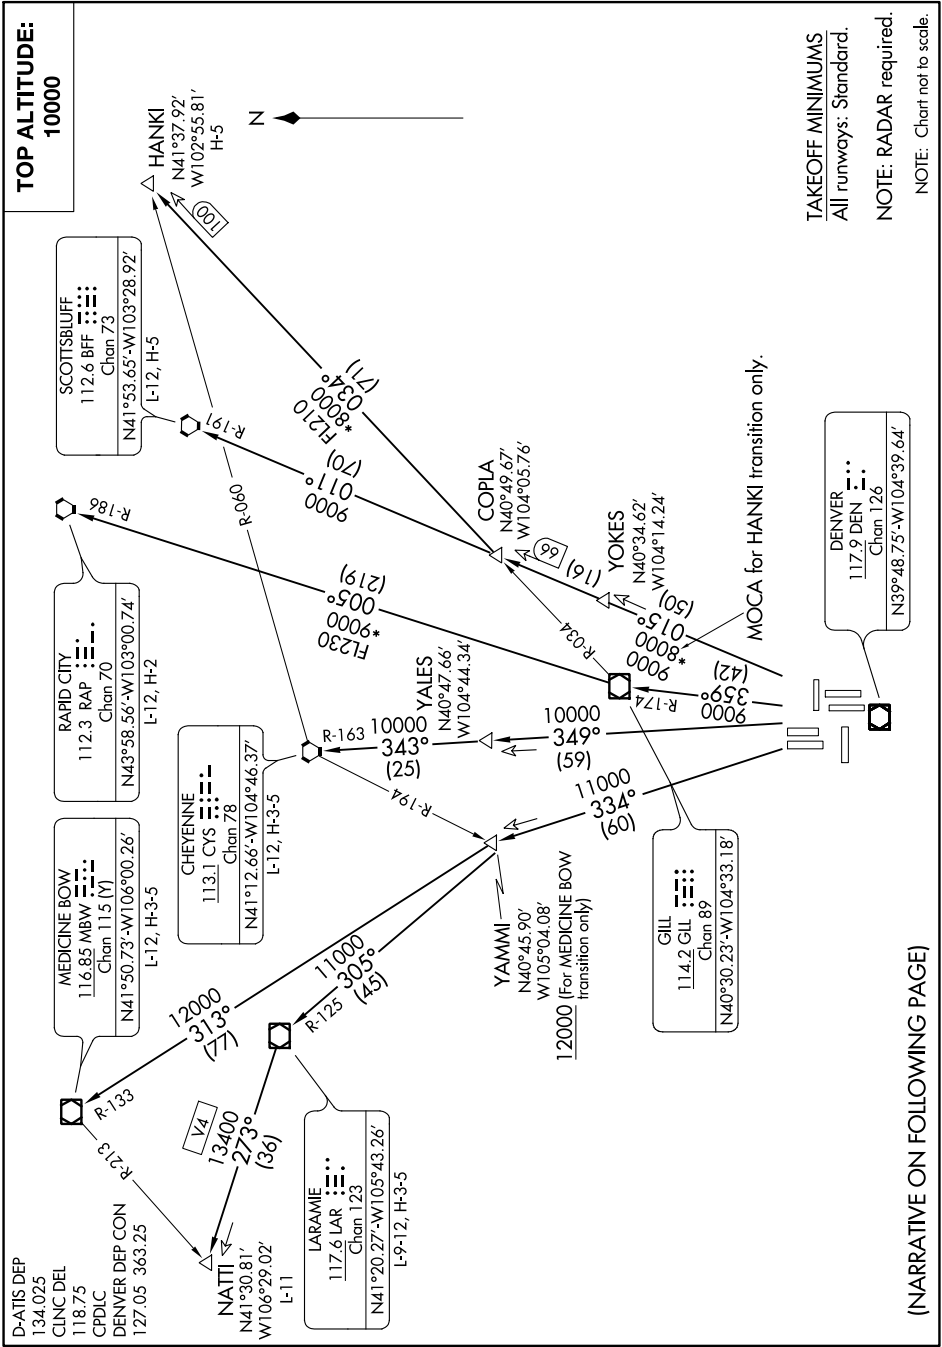 TOP ALTITUDE:
10000
D-ATIS DEP
134.025
CLNC DEL
118.75
CPDLC
DENVER DEP CON
127.05 363.25
MEDICINE BOW
116.85 MBW
Chan 115 (Y)
N41°50.73′-W106°00.26′
L-12, H-3-5
RAPID CITY
112.3 RAP
Chan 70
N43°58.56′-W103°00.74′
L-12, H-2
SCOTTSBLUFF
112.6 BFF
Chan 73
N41°53.65′-W103°28.92′
L-12, H-5
HANKI
N41°37.92′
W102°55.81′
H-5
N
CHEYENNE
113.1 CYS
Chan 78
N41°12.66′-W104°46.37′
L-12, H-3-5
R-133
R-213
R-186
R-191
R-060
100
12000
313°
(77)
V4
13400
273°
(36)
NATTI
N41°30.81′
W106°29.02′
L-11
R-125
11000
305°
(45)
LARAMIE
117.6 LAR
Chan 123
N41°20.27′-W105°43.26′
L-9-12, H-3-5
R-163
R-194
10000
343°
(25)
YALES
N40°47.66′
W104°44.34′
FL230
*9000
005°
(219)
9000
011°
(70)
FL210
*8000
034°
(71)
COPLA
N40°49.67′
W104°05.76′
66
(16)
R-034
YOKES
N40°34.62′
W104°14.24′
YAMMI
N40°45.90′
W105°04.08′
12000 (For MEDICINE BOW
transition only)
11000
334°
(60)
10000
349°
(65)
R-174
9000
359°
(42)
9000
*8000
015°
(50)
MOCA for HANKI transition only.
GILL
114.2 GLL
Chan 89
N40°30.23′-W104°33.18′
DENVER
117.9 DEN
Chan 126
N39°48.75′-W104°39.64′
TAKEOFF MINIMUMS
All runways: Standard.
NOTE: RADAR required.
NOTE: Chart not to scale.
(NARRATIVE ON FOLLOWING PAGE)